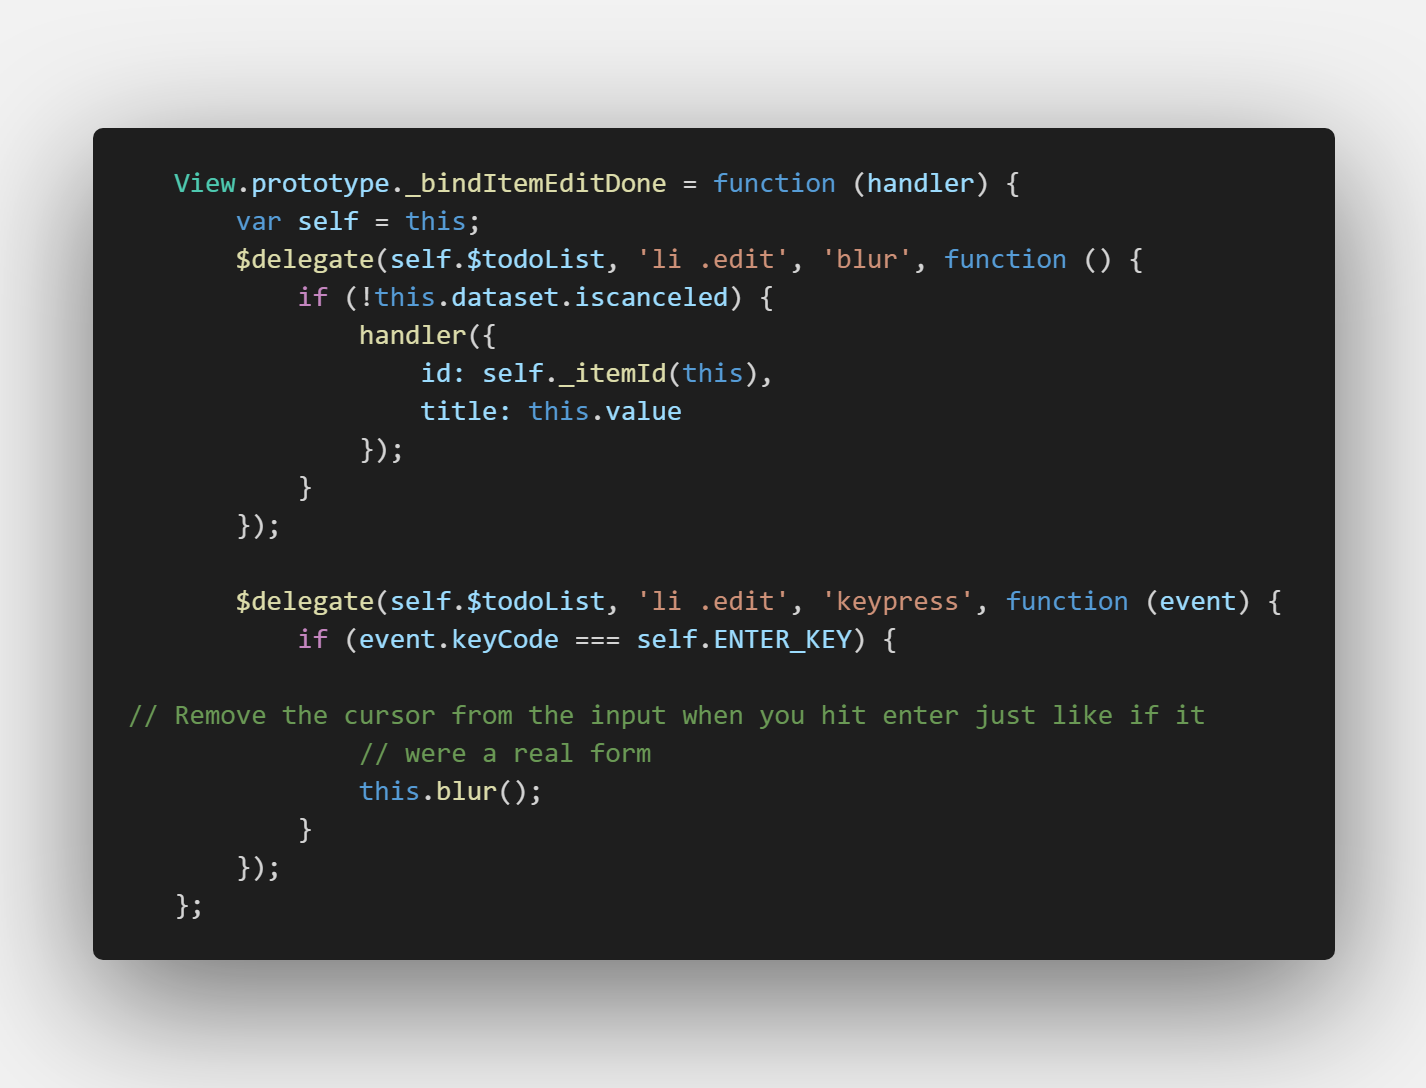 View.prototype._bindItemEditDone = function (handler) {
var self = this;
$delegate(self.$todoList, 'li .edit', 'blur', function () {
if (!this.dataset.iscanceled) {
handler({
id: self._itemId(this),
title: this.value
});
}
});
$delegate(self.$todoList, 'li .edit', 'keypress', function (event) {
if (event.keyCode === self.ENTER_KEY) {
// Remove the cursor from the input when you hit enter just like if it
// were a real form
this.blur();
}
});
};